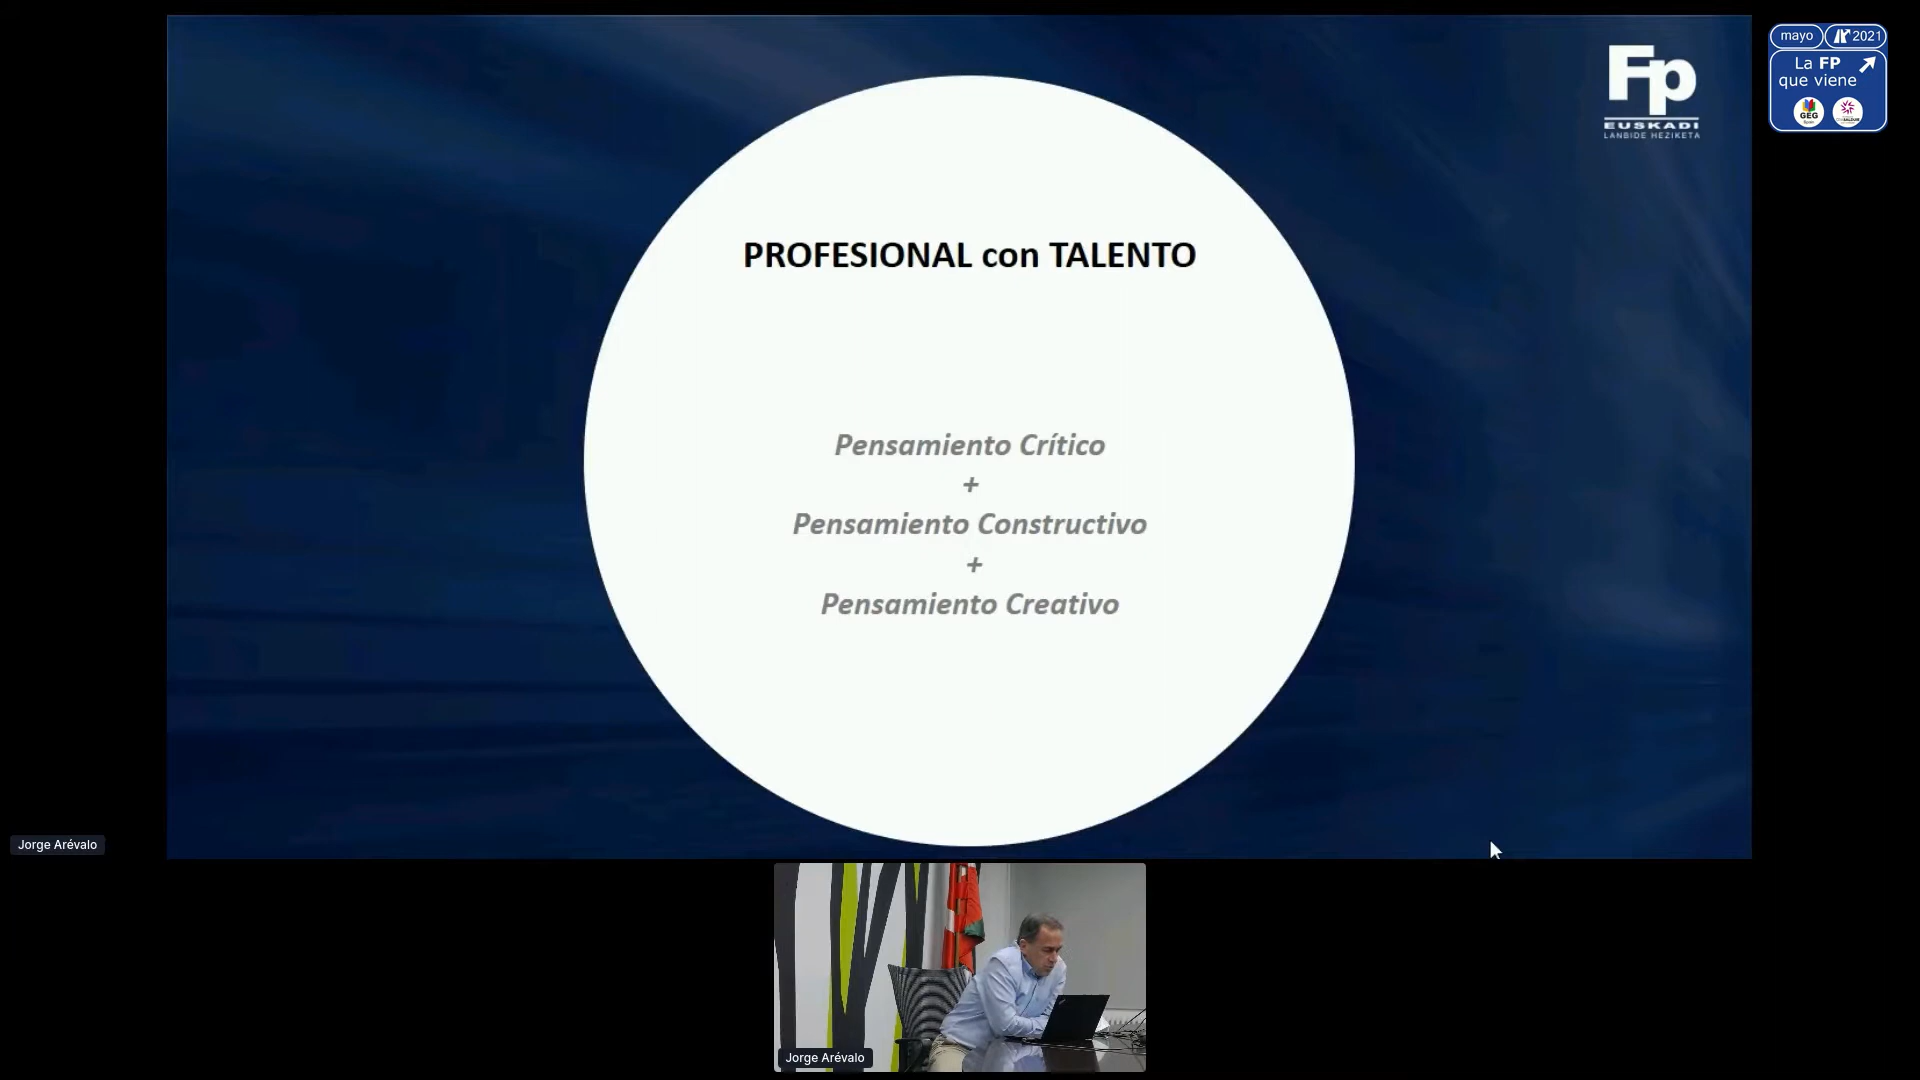 PROFESIONAL con TALENTO
Pensamiento Crítico
+
Pensamiento Constructivo
+
Pensamiento Creativo
Fp
EUSKADI
LANBIDE HEZIKETA
mayo
2021
La FP
que viene
GEG
Jorge Arévalo
Jorge Arévalo